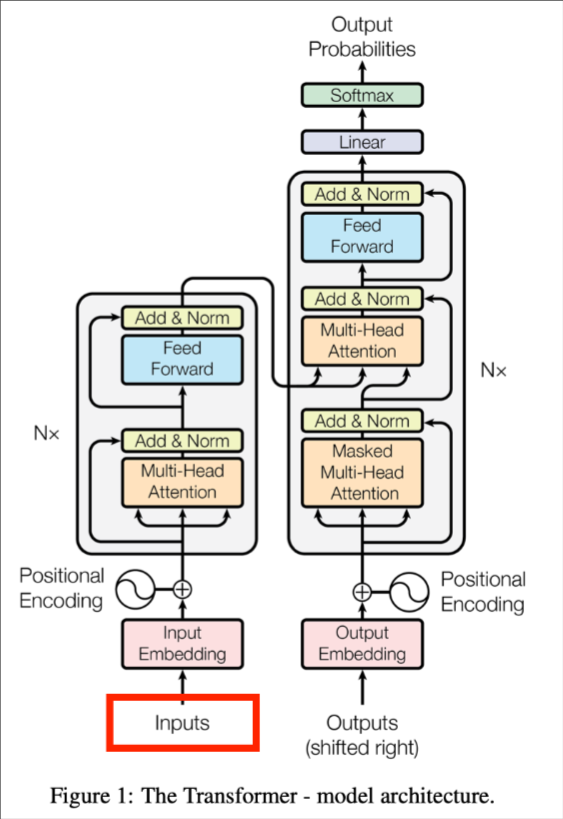 Output
Probabilities
Softmax
Linear
Add & Norm
Feed
Forward
Add & Norm
Multi-Head
Attention
Nx
Add & Norm
Masked
Multi-Head
Attention
Add & Norm
Feed
Forward
Nx
Add & Norm
Multi-Head
Attention
Positional
Encoding
Positional
Encoding
Input
Embedding
Output
Embedding
Inputs
Outputs
(shifted right)
Figure 1: The Transformer - model architecture.